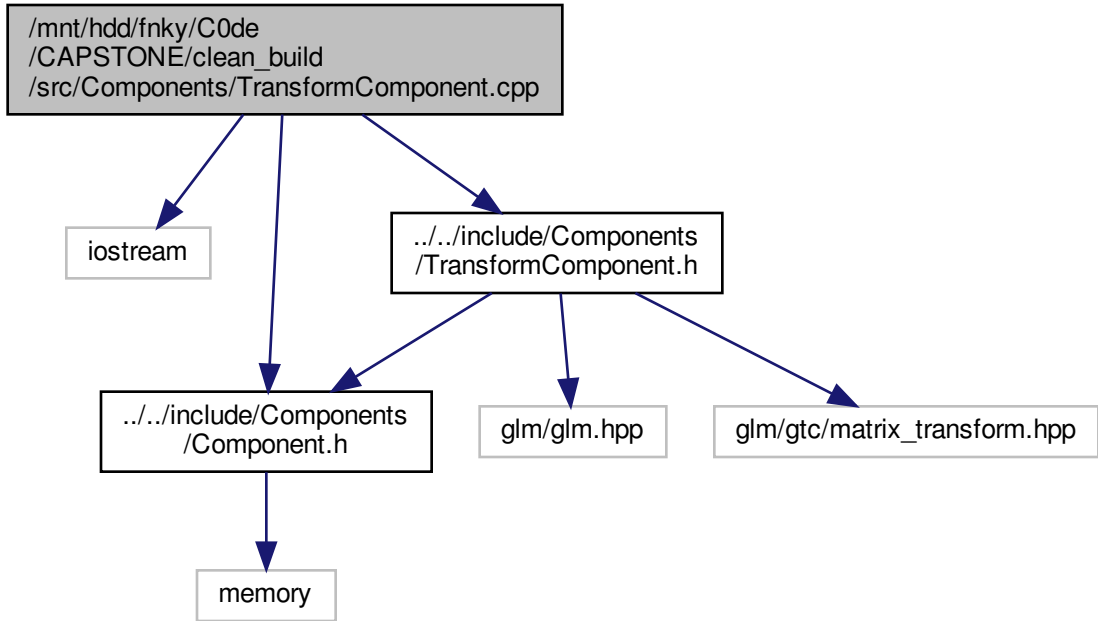 /mnt/hdd/fnky/C0de
/CAPSTONE/clean_build
/src/Components/TransformComponent.cpp
iostream
../../include/Components
/TransformComponent.h
../../include/Components
/Component.h
glm/glm.hpp
glm/gtc/matrix_transform.hpp
memory